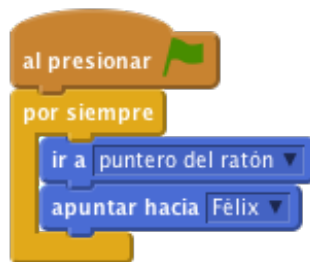 al presionar
por siempre
ir a puntero del ratón
apuntar hacia Félix